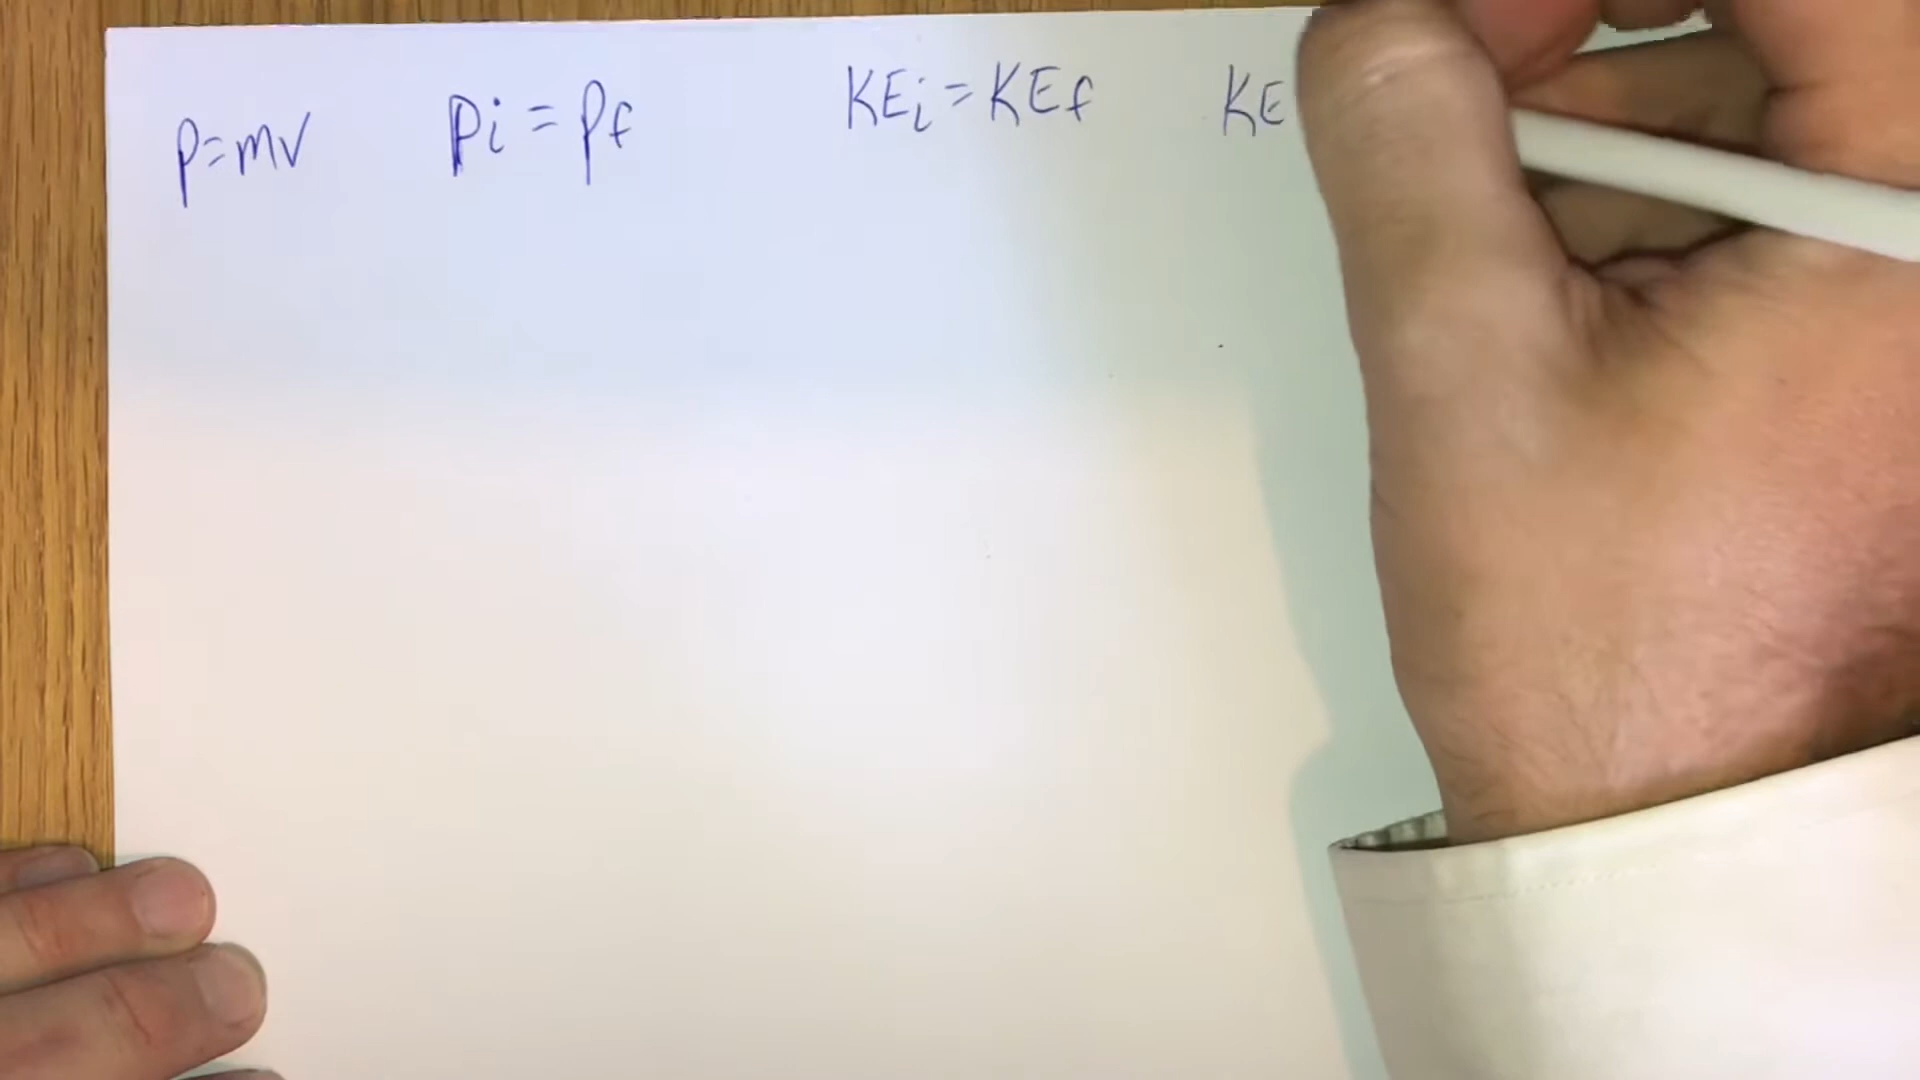 p=mv pi = pf KEi = KEf KE